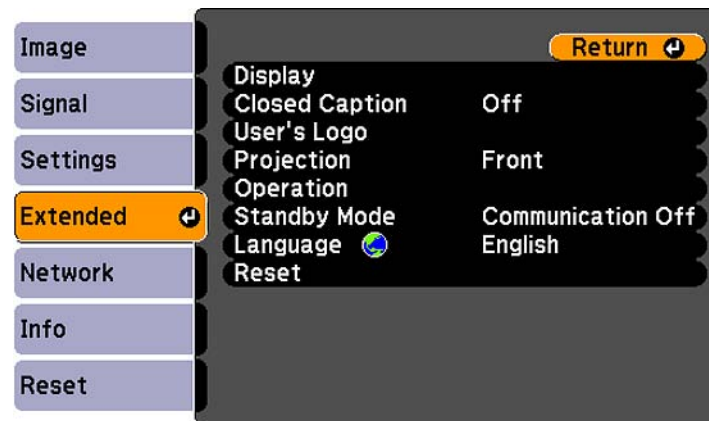 Image
Signal
Settings
Extended
Network
Info
Reset
Return
Display
Closed Caption Off
User's Logo
Projection Front
Operation
Standby Mode Communication Off
Language English
Reset